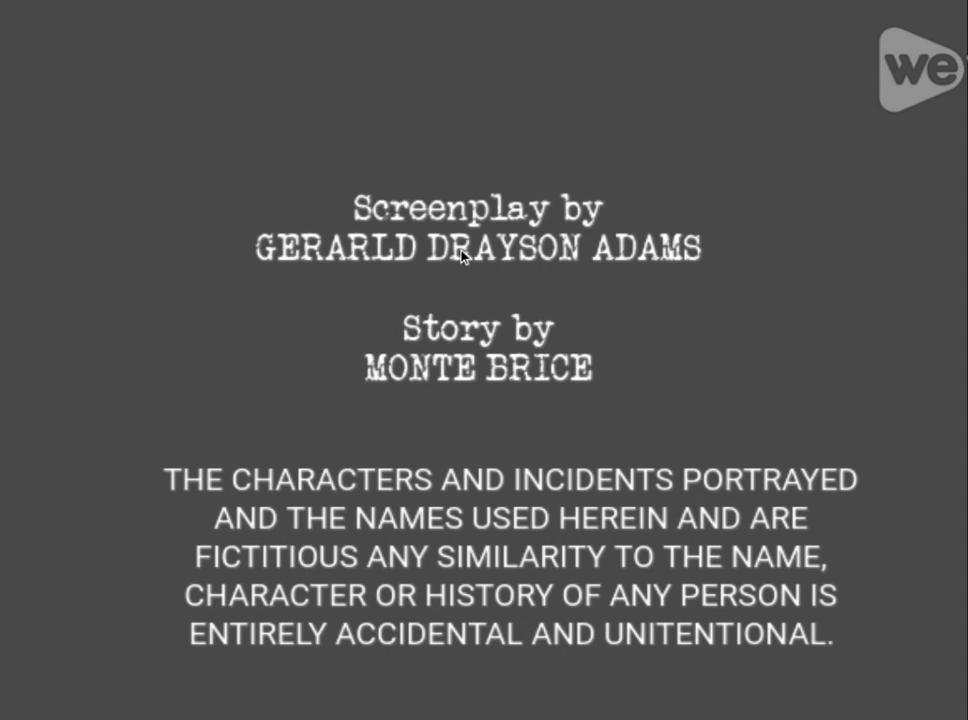 we
Screenplay by
GERARLD DRAYSON ADAMS
Story by
MONTE BRICE
THE CHARACTERS AND INCIDENTS PORTRAYED
AND THE NAMES USED HEREIN AND ARE
FICTITIOUS ANY SIMILARITY TO THE NAME,
CHARACTER OR HISTORY OF ANY PERSON IS
ENTIRELY ACCIDENTAL AND UNITENTIONAL.